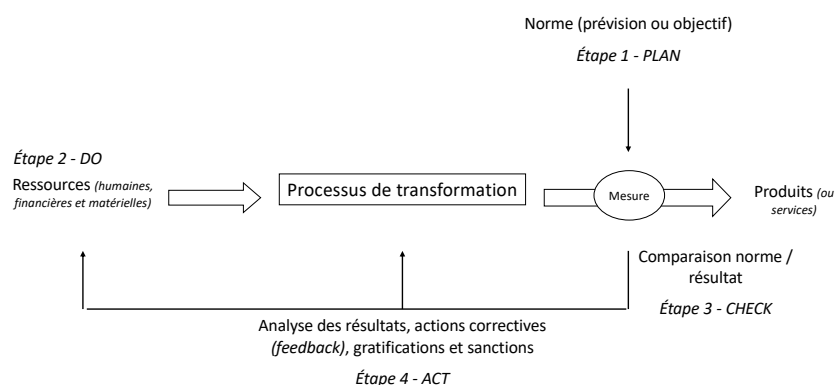 Norme (prévision ou objectif)
Étape 1 - PLAN
Étape 2 - DO
Ressources (humaines,
financières et matérielles)
Processus de transformation
Mesure
Produits (ou
services)
Comparaison norme /
résultat
Étape 3 - CHECK
Analyse des résultats, actions correctives
(feedback), gratifications et sanctions
Étape 4 - ACT